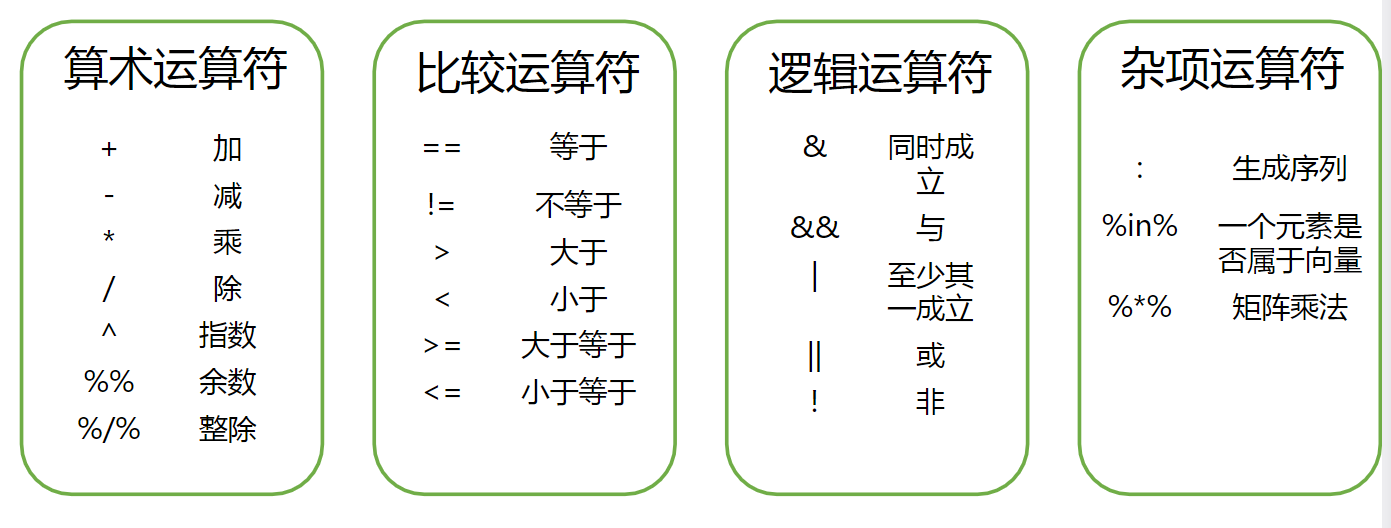 算术运算符
+ 加
- 减
* 乘
/ 除
^ 指数
%% 余数
%/% 整除
比较运算符
== 等于
!= 不等于
> 大于
< 小于
>= 大于等于
<= 小于等于
逻辑运算符
& 同时成
立
&& 与
| 至少其
一成立
|| 或
! 非
杂项运算符
: 生成序列
%in% 一个元素是
否属于向量
%*% 矩阵乘法